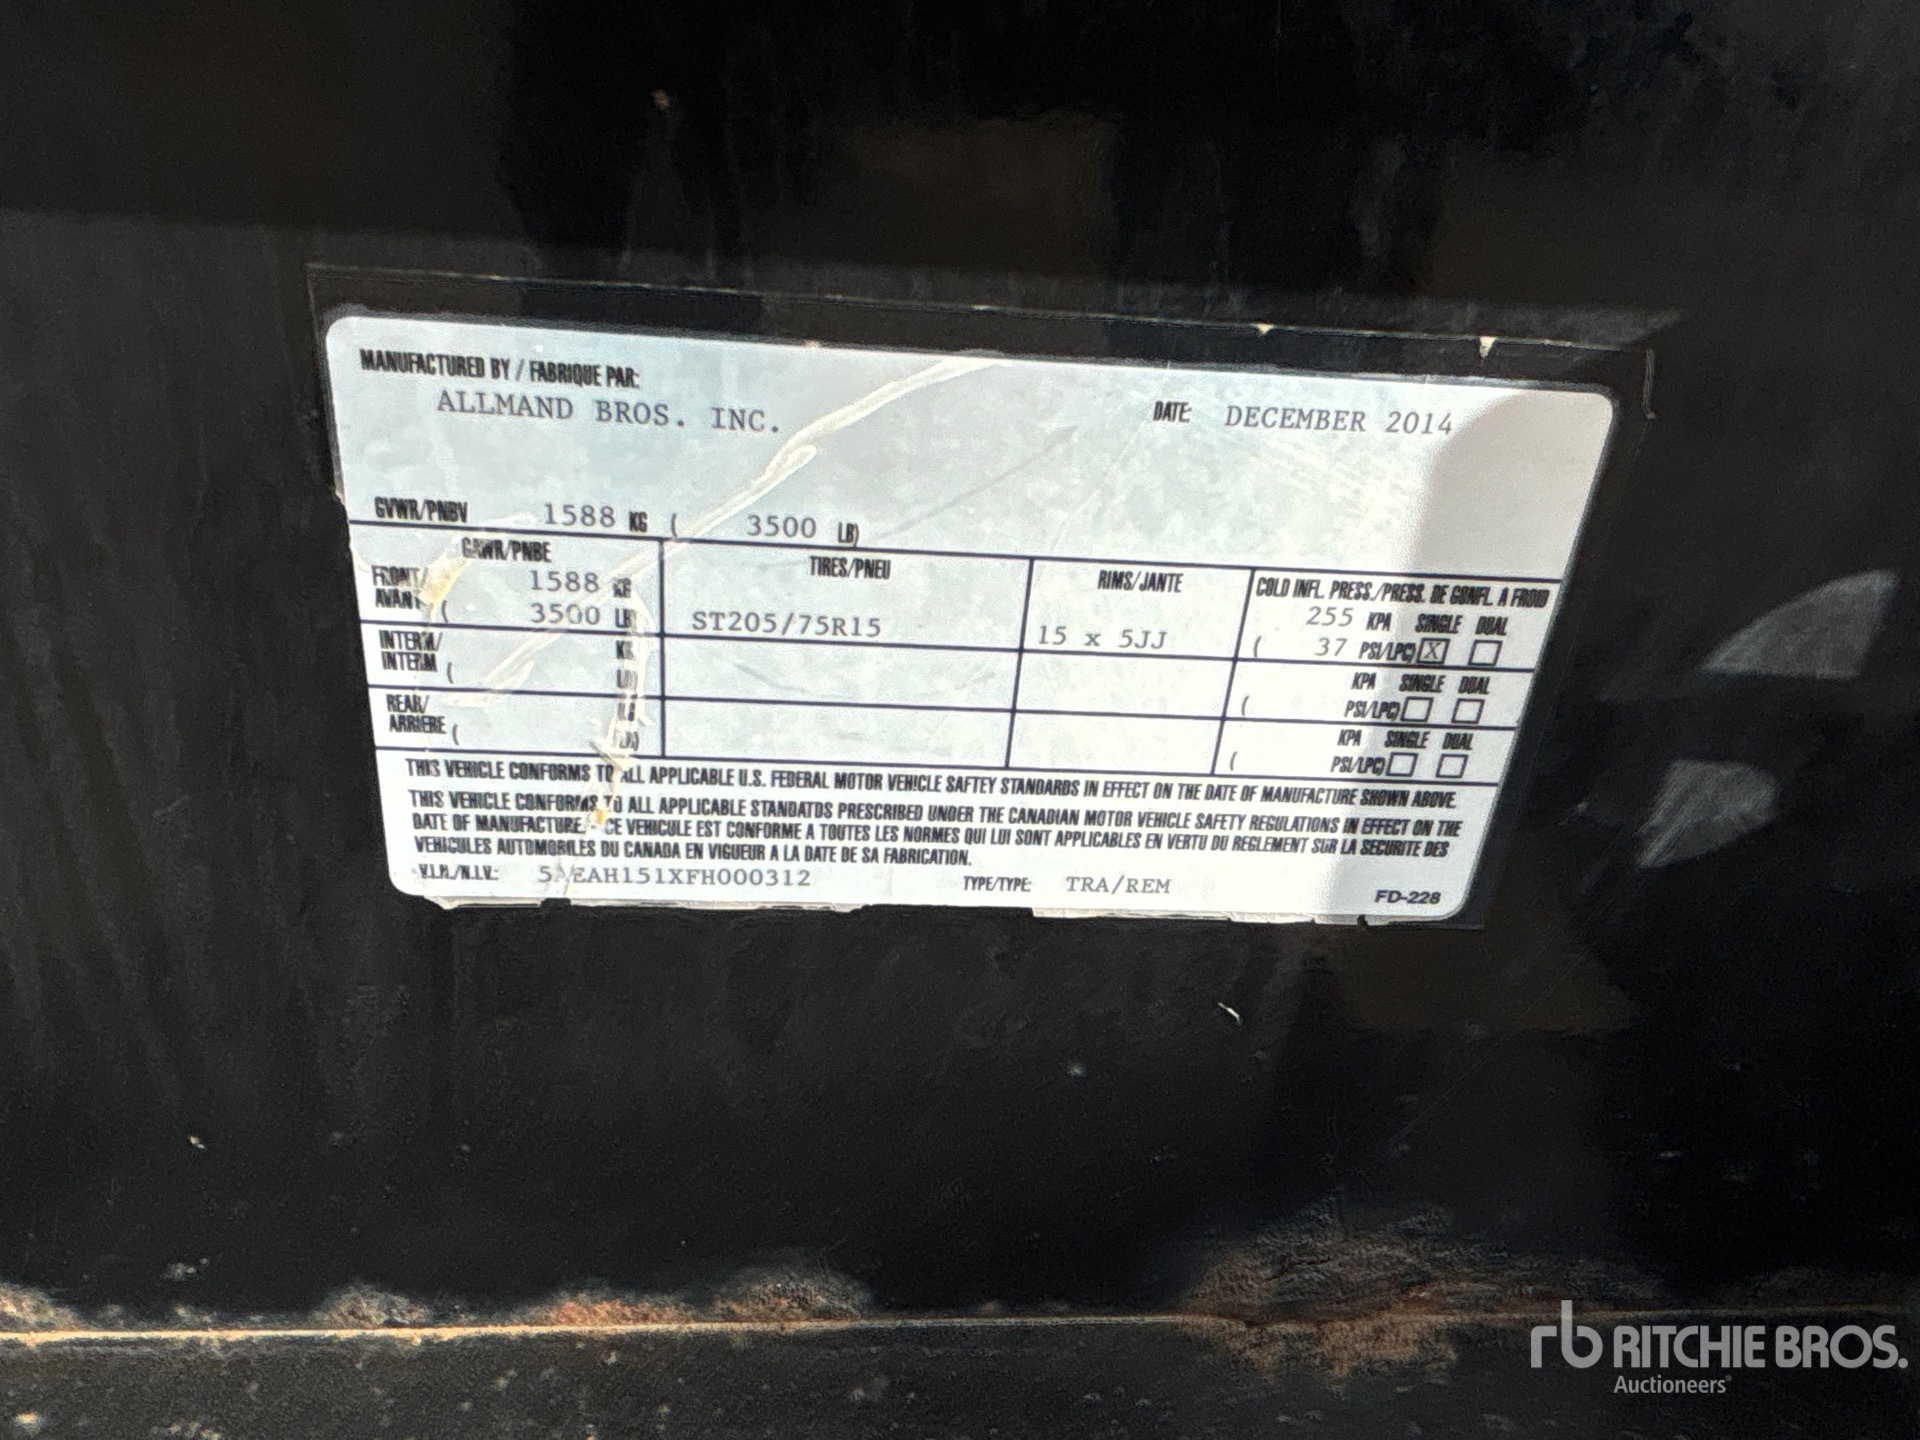 MANUFACTURED BY / FABRIQUE PAR:
ALLMAND BROS. INC.
DATE: DECEMBER 2014
GVWR/PNBV 1588 KG ( 3500 LB)
GAWR/PNBE TIRES/PNEU RIMS/JANTE COLD INFL. PRESS./PRESS. DE GONFL. A FROID
FRONT/ 1588 KG 255 KPA SINGLE DUAL
AVANT ( 3500 LB ST205/75R15 15 x 5JJ ( 37 PSI/LPC) X
INTERM/ KG KPA SINGLE DUAL
INTERM ( LB) ( PSI/LPC)
REAR/ KG KPA SINGLE DUAL
ARRIERE ( LB) ( PSI/LPC)
THIS VEHICLE CONFORMS TO ALL APPLICABLE U.S. FEDERAL MOTOR VEHICLE SAFTEY STANDARDS IN EFFECT ON THE DATE OF MANUFACTURE SHOWN ABOVE.
THIS VEHICLE CONFORMS TO ALL APPLICABLE STANDATDS PRESCRIBED UNDER THE CANADIAN MOTOR VEHICLE SAFETY REGULATIONS IN EFFECT ON THE
DATE OF MANUFACTURE. - CE VEHICULE EST CONFORME A TOUTES LES NORMES QUI LUI SONT APPLICABLES EN VERTU DU REGLEMENT SUR LA SECURITE DES
VEHICULES AUTOMOBILES DU CANADA EN VIGUEUR A LA DATE DE SA FABRICATION.
V.I.N./N.I.V.: TYPE/TYPE: TRA/REM FD-228
rb RITCHIE BROS.
Auctioneers